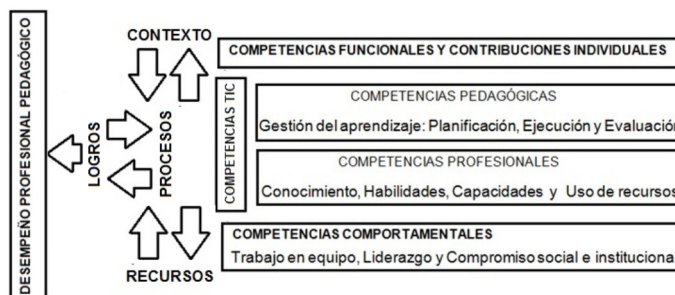 DESEMPEÑO PROFESIONAL PEDAGÓGICO
LOGROS
CONTEXTO
PROCESOS
RECURSOS
COMPETENCIAS FUNCIONALES Y CONTRIBUCIONES INDIVIDUALES
COMPETENCIAS TIC
COMPETENCIAS PEDAGÓGICAS
Gestión del aprendizaje: Planificación, Ejecución y Evaluación
COMPETENCIAS PROFESIONALES
Conocimiento, Habilidades, Capacidades y Uso de recursos
COMPETENCIAS COMPORTAMENTALES
Trabajo en equipo, Liderazgo y Compromiso social e institucional